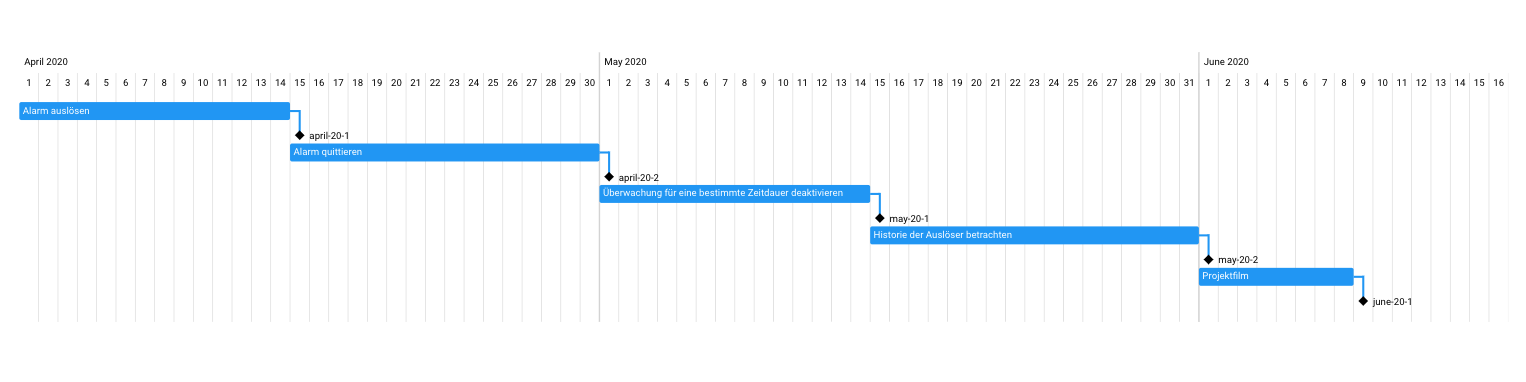 April 2020 May 2020 June 2020
1 2 3 4 5 6 7 8 9 10 11 12 13 14 15 16 17 18 19 20 21 22 23 24 25 26 27 28 29 30 1 2 3 4 5 6 7 8 9 10 11 12 13 14 15 16 17 18 19 20 21 22 23 24 25 26 27 28 29 30 31 1 2 3 4 5 6 7 8 9 10 11 12 13 14 15 16
Alarm auslösen
april-20-1
Alarm quittieren
april-20-2
Überwachung für eine bestimmte Zeitdauer deaktivieren
may-20-1
Historie der Auslöser betrachten
may-20-2
Projektfilm
june-20-1